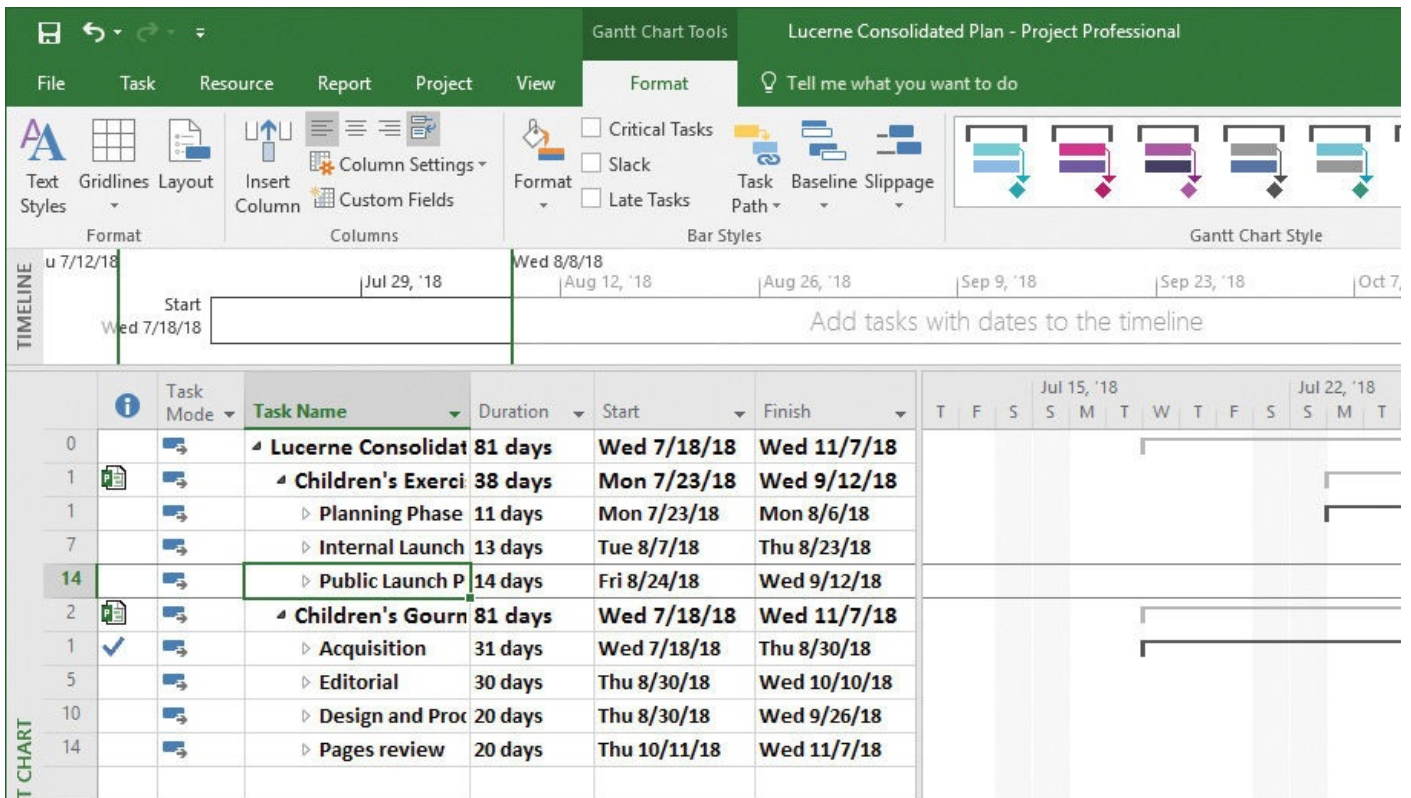 Gantt Chart Tools
Lucerne Consolidated Plan - Project Professional
File Task Resource Report Project View Format Tell me what you want to do
Text Styles
Gridlines
Layout
Format
Insert Column
Column Settings
Custom Fields
Columns
Format
Critical Tasks
Slack
Late Tasks
Task Path
Baseline
Slippage
Bar Styles
Gantt Chart Style
TIMELINE
u 7/12/18
Wed 8/8/18
Jul 29, '18 Aug 12, '18 Aug 26, '18 Sep 9, '18 Sep 23, '18 Oct 7,
Start
Wed 7/18/18
Add tasks with dates to the timeline
Task Mode Task Name Duration Start Finish
Jul 15, '18 Jul 22, '18
T F S S M T W T F S S M T
0 Lucerne Consolidat 81 days Wed 7/18/18 Wed 11/7/18
1 Children's Exerci 38 days Mon 7/23/18 Wed 9/12/18
1 Planning Phase 11 days Mon 7/23/18 Mon 8/6/18
7 Internal Launch 13 days Tue 8/7/18 Thu 8/23/18
14 Public Launch P 14 days Fri 8/24/18 Wed 9/12/18
2 Children's Gourn 81 days Wed 7/18/18 Wed 11/7/18
1 Acquisition 31 days Wed 7/18/18 Thu 8/30/18
5 Editorial 30 days Thu 8/30/18 Wed 10/10/18
10 Design and Proc 20 days Thu 8/30/18 Wed 9/26/18
14 Pages review 20 days Thu 10/11/18 Wed 11/7/18
T CHART